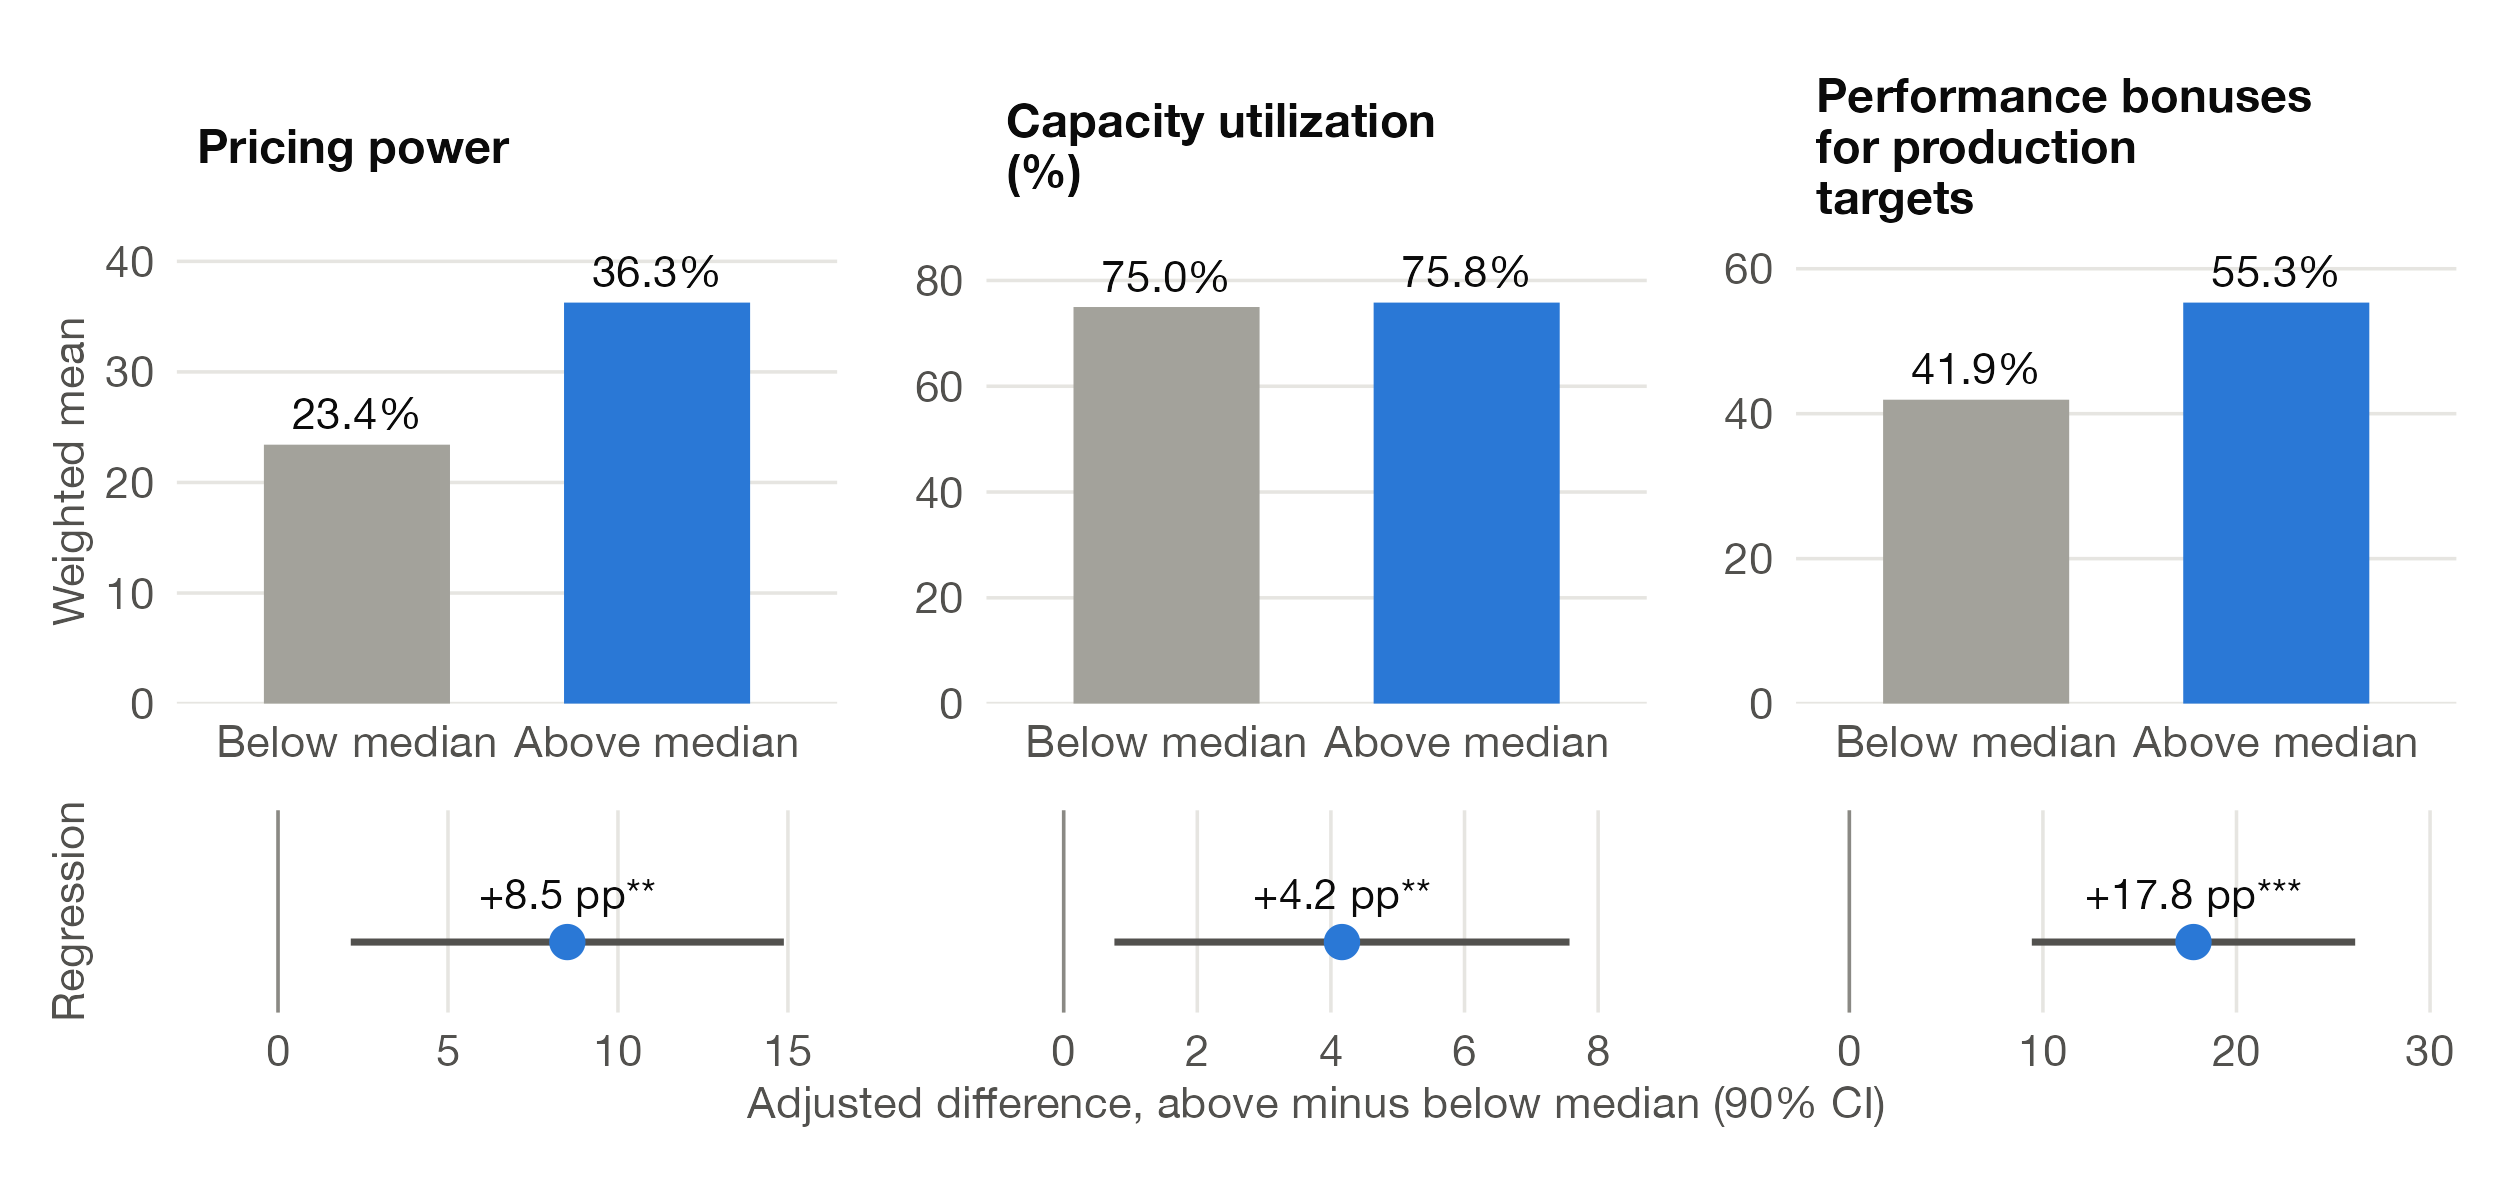 Pricing power
Capacity utilization
(%)
Performance bonuses
for production
targets
Weighted mean
40
30
20
10
0
23.4%
36.3%
Below median
Above median
80
60
40
20
0
75.0%
75.8%
Below median
Above median
60
40
20
0
41.9%
55.3%
Below median
Above median
Regression
+8.5 pp**
0
5
10
15
+4.2 pp**
0
2
4
6
8
+17.8 pp***
0
10
20
30
Adjusted difference, above minus below median (90% CI)